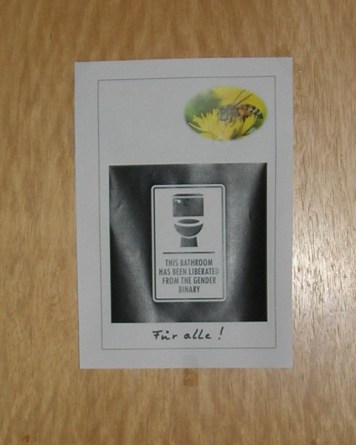 THIS BATHROOM
HAS BEEN LIBERATED
FROM THE GENDER
BINARY
Für alle!